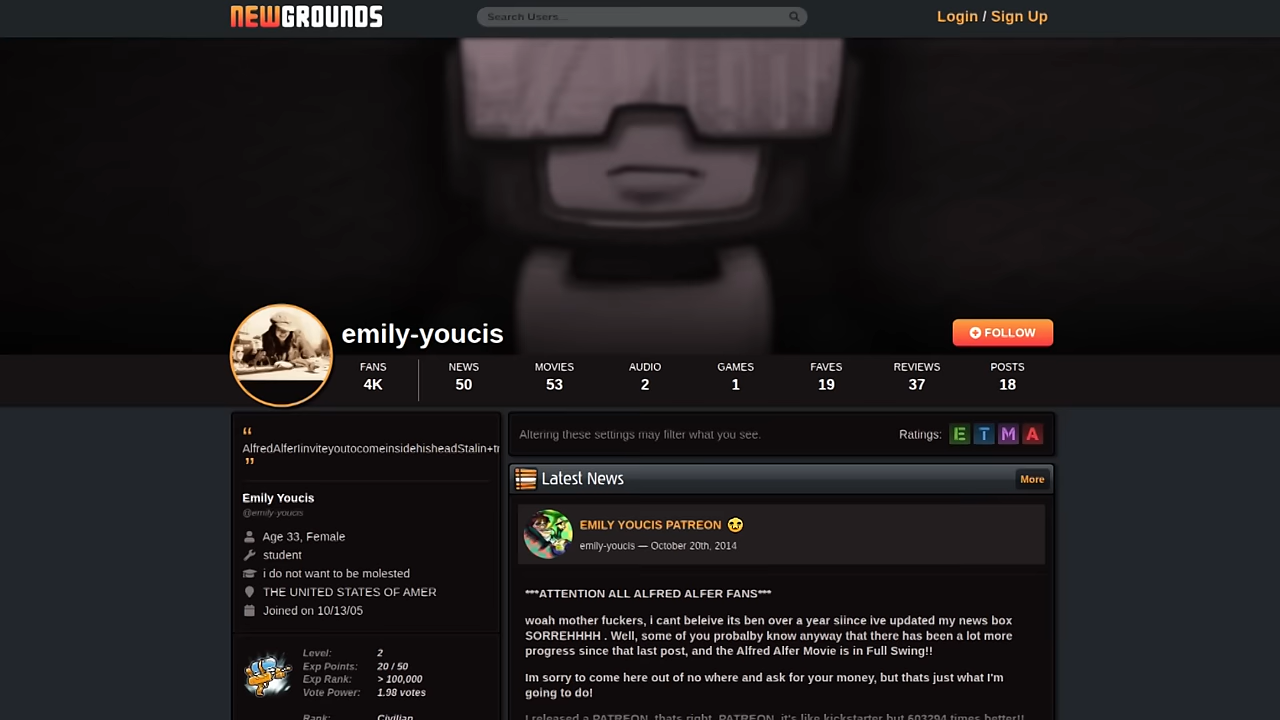 NEWGROUNDS
Search Users...
Login / Sign Up
emily-youcis
FOLLOW
FANS
4K
NEWS
50
MOVIES
53
AUDIO
2
GAMES
1
FAVES
19
REVIEWS
37
POSTS
18
“
AlfredAlferIinviteyoutocomeinsidehisheadStalin+tr
”
Emily Youcis
@emily-youcis
Age 33, Female
student
i do not want to be molested
THE UNITED STATES OF AMER
Joined on 10/13/05
Level: 2
Exp Points: 20 / 50
Exp Rank: > 100,000
Vote Power: 1.98 votes
Rank: Civilian
Altering these settings may filter what you see.
Ratings: E T M A
Latest News
More
EMILY YOUCIS PATREON
emily-youcis — October 20th, 2014
***ATTENTION ALL ALFRED ALFER FANS***
woah mother fuckers, i cant beleive its ben over a year siince ive updated my news box
SORREHHHH . Well, some of you probalby know anyway that there has been a lot more
progress since that last post, and the Alfred Alfer Movie is in Full Swing!!
Im sorry to come here out of no where and ask for your money, but thats just what I'm
going to do!
I released a PATREON, thats right, PATREON, it's like kickstarter but 603294 times better!!